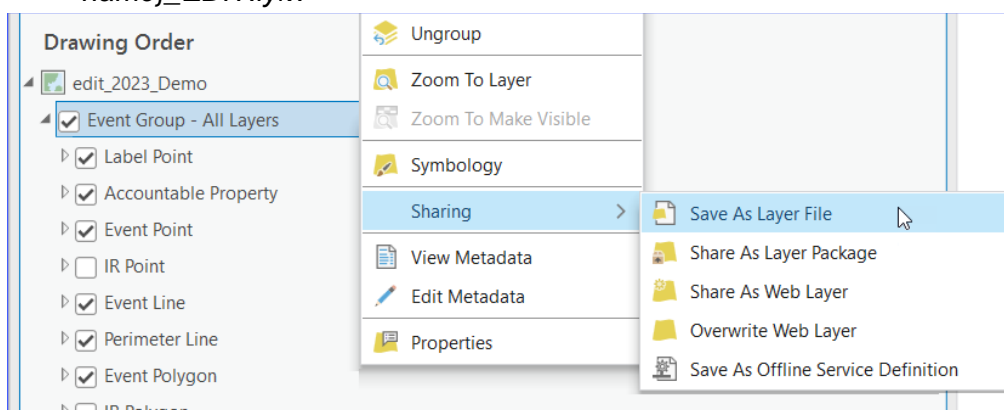 Drawing Order
edit_2023_Demo
Event Group - All Layers
Label Point
Accountable Property
Event Point
IR Point
Event Line
Perimeter Line
Event Polygon
Ungroup
Zoom To Layer
Zoom To Make Visible
Symbology
Sharing
View Metadata
Edit Metadata
Properties
Save As Layer File
Share As Layer Package
Share As Web Layer
Overwrite Web Layer
Save As Offline Service Definition